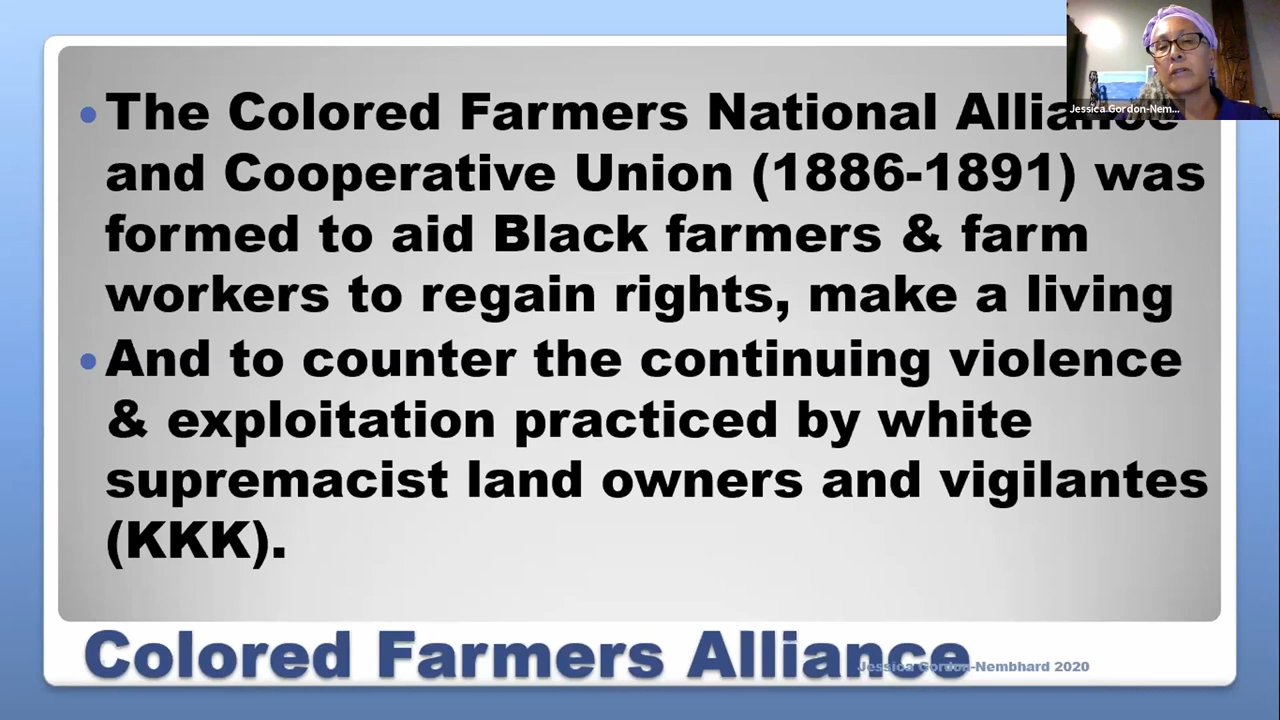 • The Colored Farmers National Alliance
and Cooperative Union (1886-1891) was
formed to aid Black farmers & farm
workers to regain rights, make a living
• And to counter the continuing violence
& exploitation practiced by white
supremacist land owners and vigilantes
(KKK).
Colored Farmers Alliance
Jessica Gordon-Nembhard 2020
Jessica Gordon-Nem...